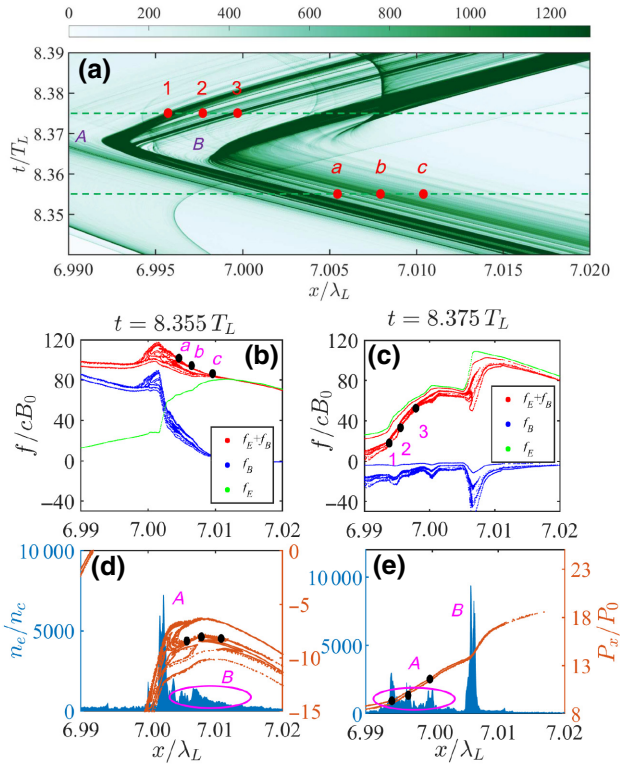 0 200 400 600 800 1000 1200
(a)
8.39
8.38
8.37
8.36
8.35
t/T_L
1 2 3
A
B
a b c
6.990 6.995 7.000 7.005 7.010 7.015 7.020
x/λ_L
t = 8.355 T_L
t = 8.375 T_L
(b)
120
80
40
0
−40
f/cB_0
a
b
c
f_E+f_B
f_B
f_E
6.99 7.00 7.01 7.02
(c)
120
80
40
0
−40
f/cB_0
1
2
3
f_E+f_B
f_B
f_E
6.99 7.00 7.01 7.02
(d)
10 000
5000
0
n_e/n_c
A
B
0
−5
−10
−15
6.99 7.00 7.01 7.02
x/λ_L
(e)
10 000
5000
0
A
B
23
18
13
8
P_x/P_0
6.99 7.00 7.01 7.02
x/λ_L